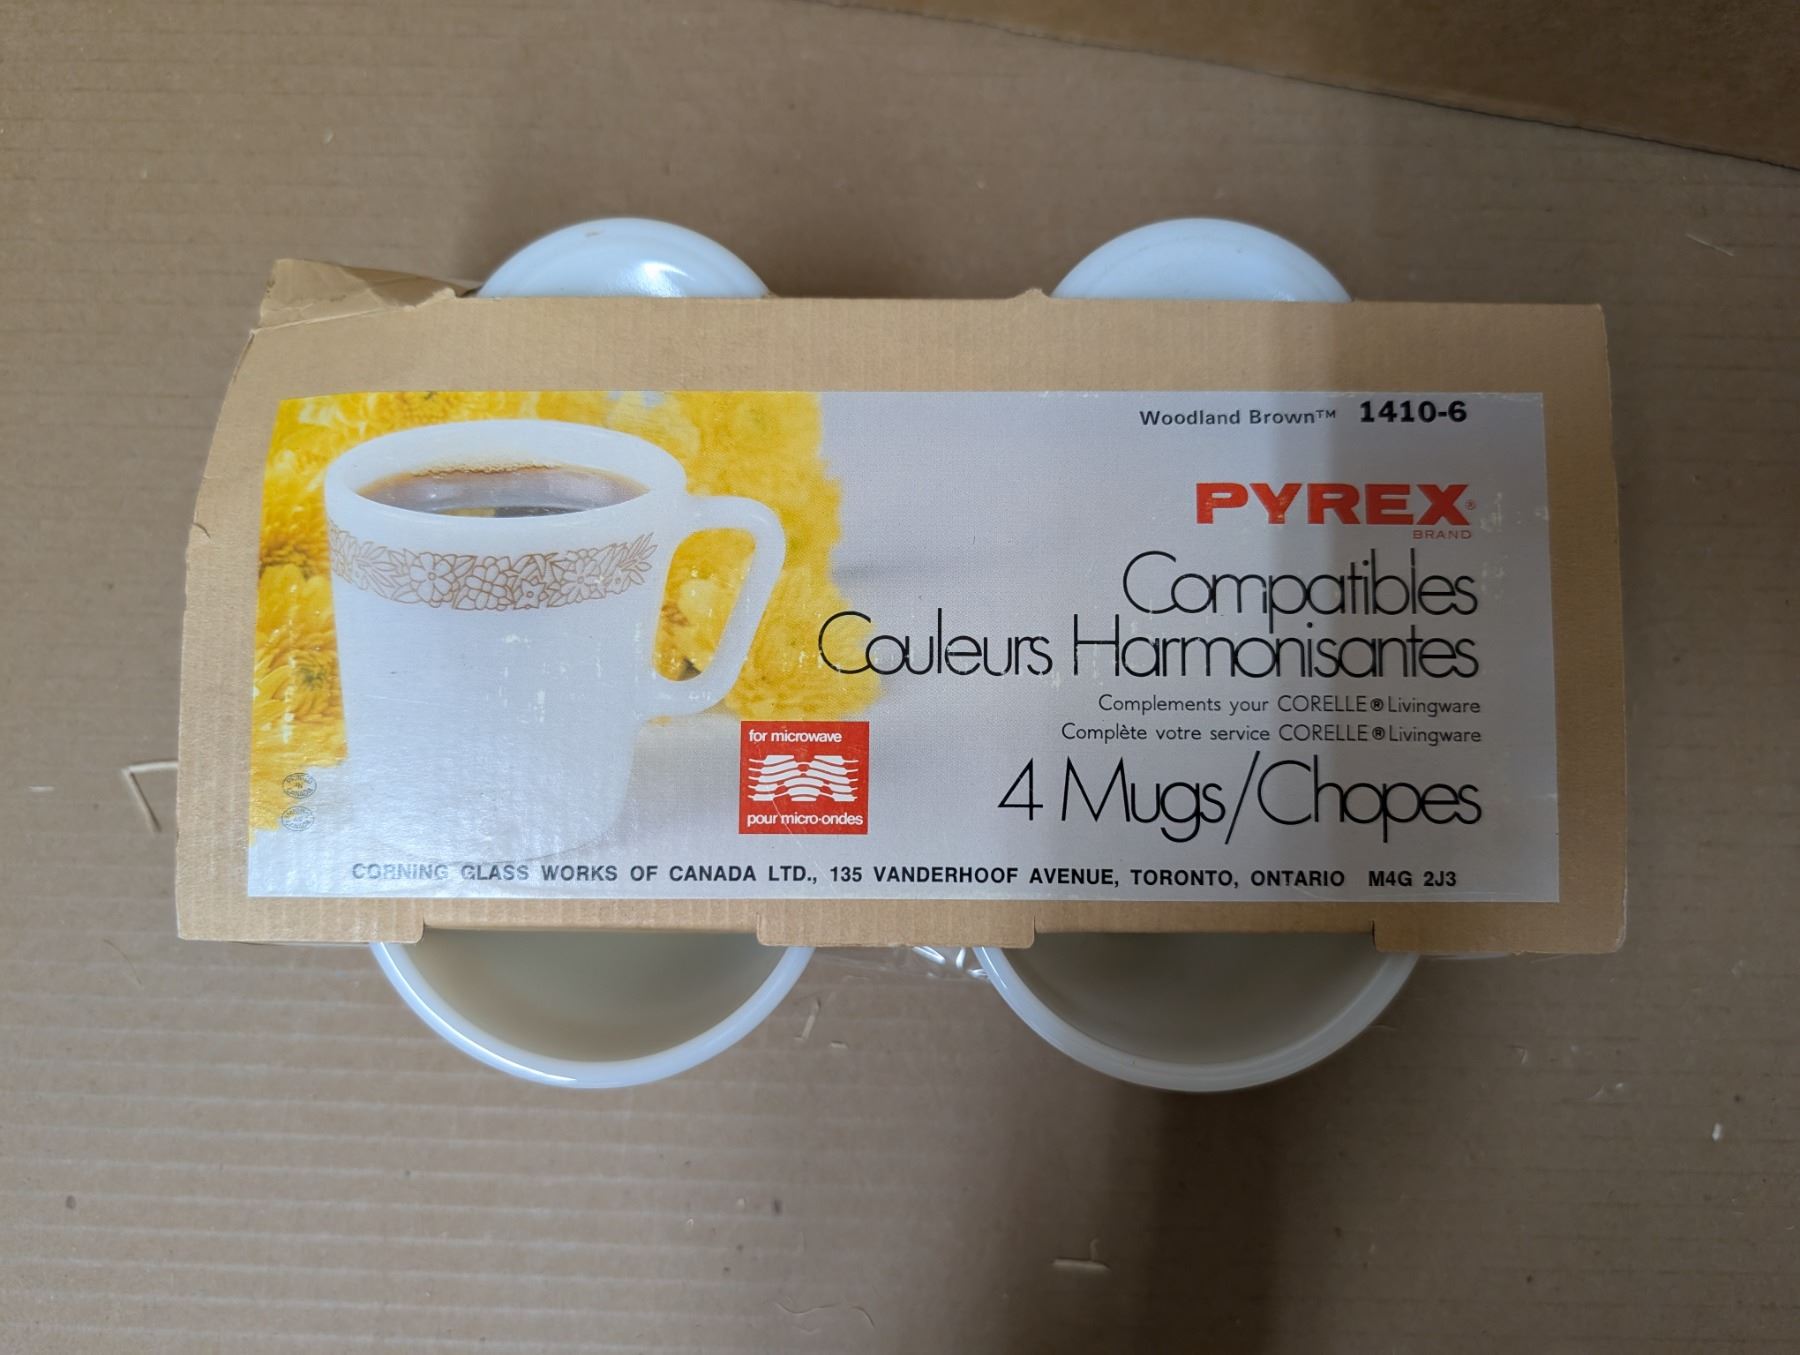 Woodland Brown™ 1410-6
PYREX®
BRAND
Compatibles
Couleurs Harmonisantes
Complements your CORELLE® Livingware
Complète votre service CORELLE® Livingware
for microwave
pour micro-ondes
4 Mugs/Chopes
CORNING GLASS WORKS OF CANADA LTD., 135 VANDERHOOF AVENUE, TORONTO, ONTARIO M4G 2J3